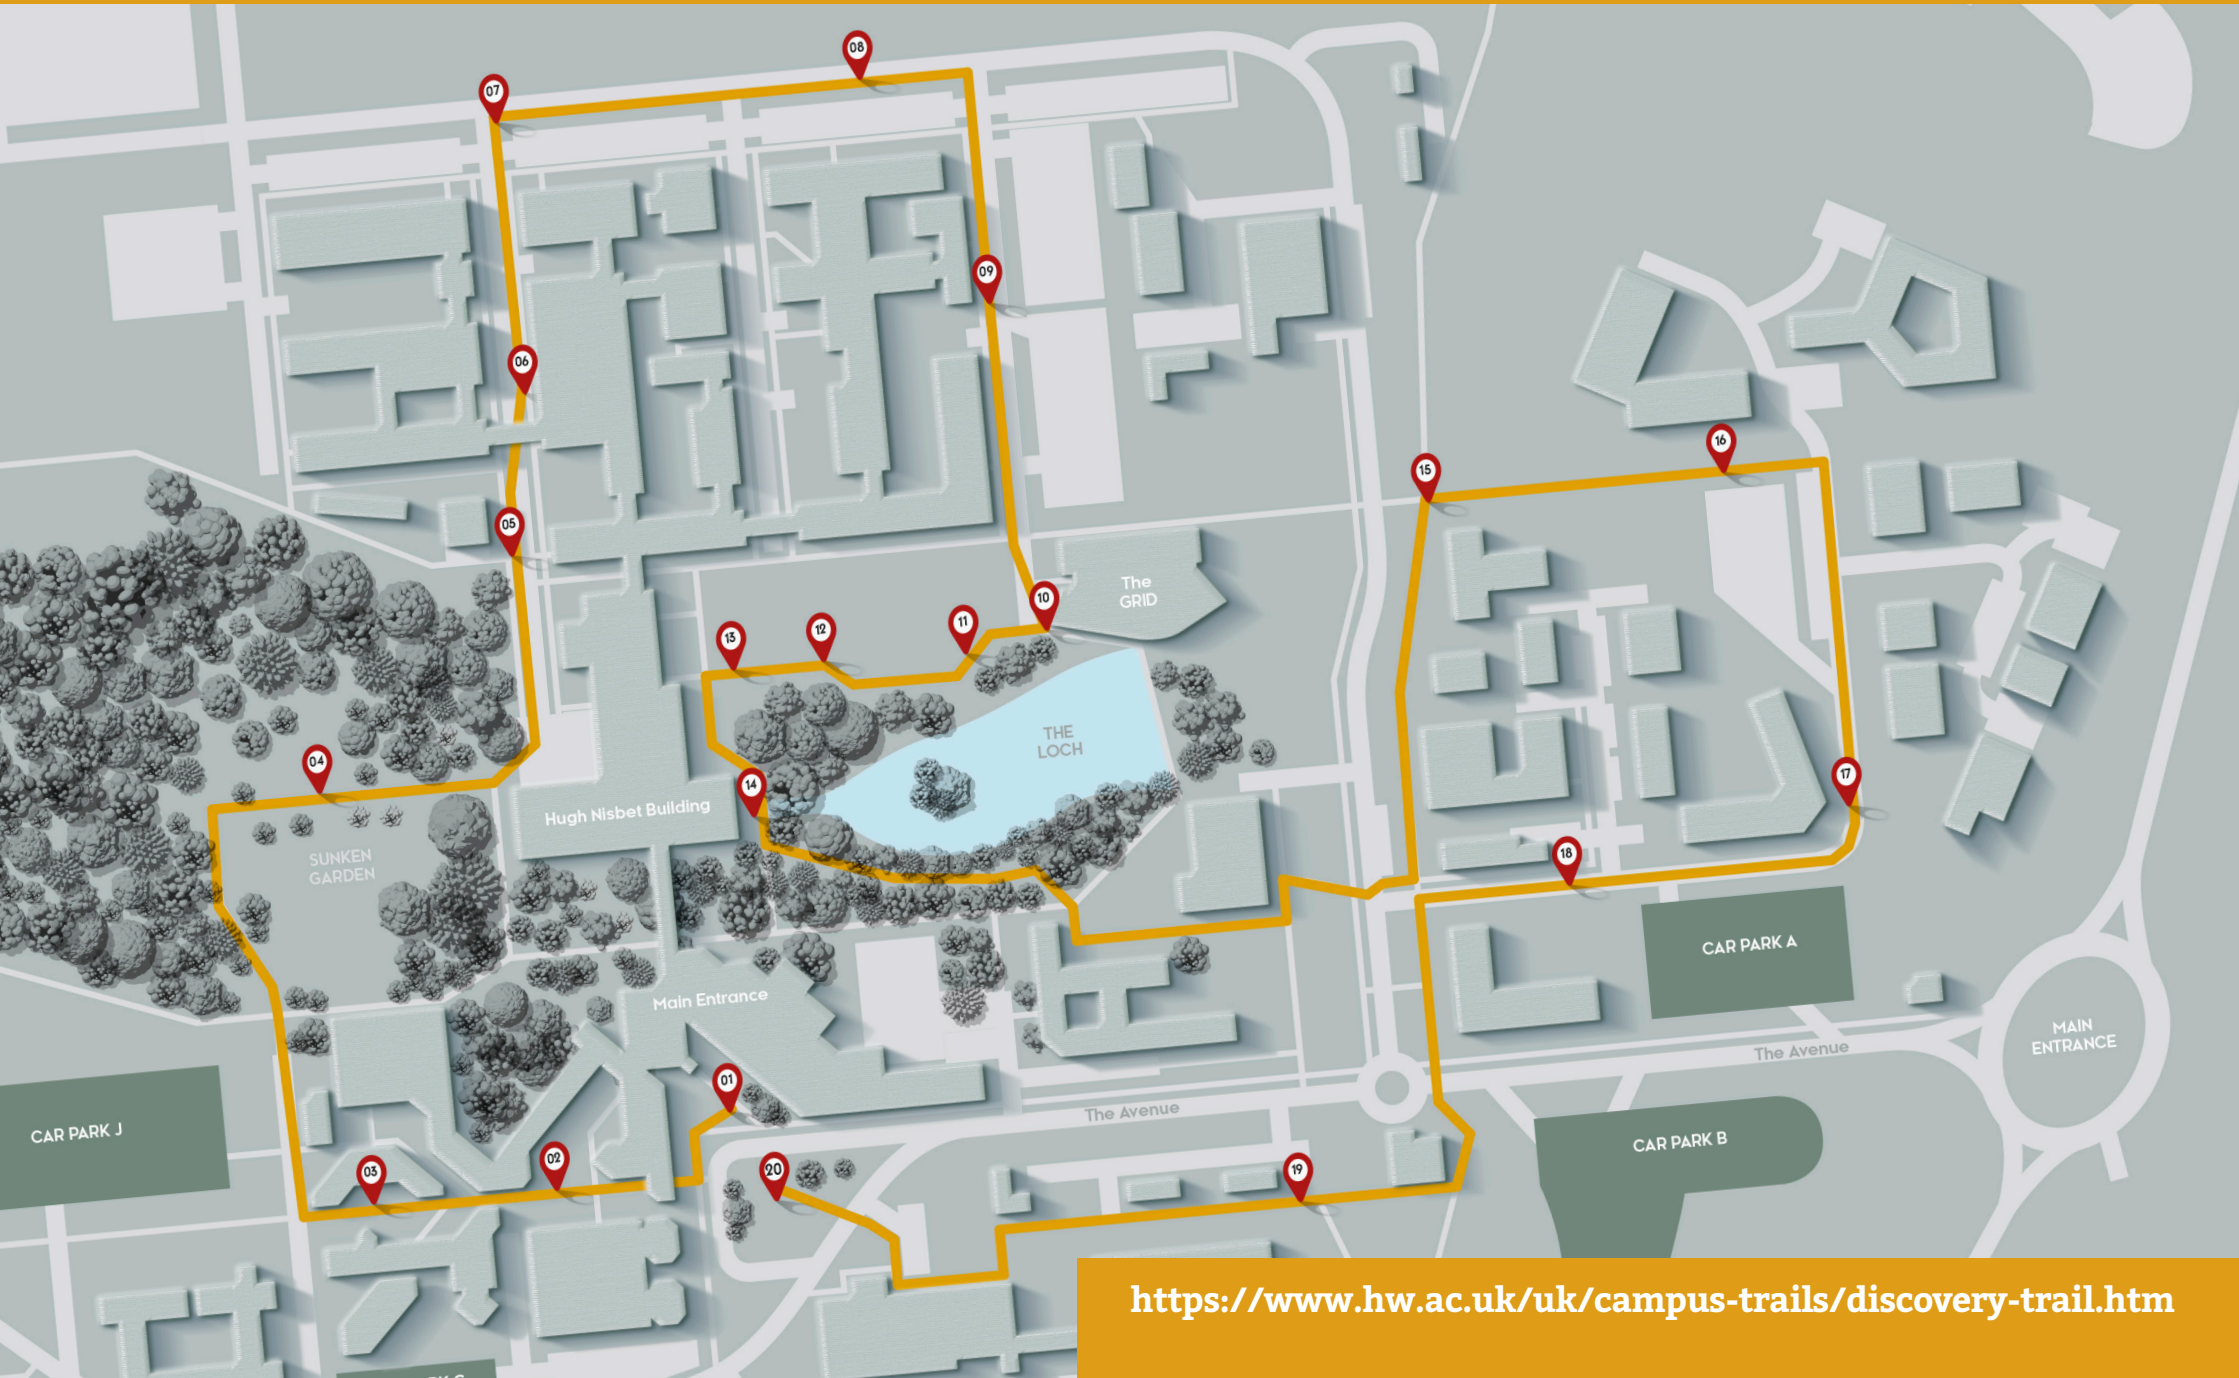 08
07
09
06
16
15
05
The
GRID
10
11
12
13
THE
LOCH
04
17
14
Hugh Nisbet Building
18
SUNKEN
GARDEN
CAR PARK A
Main Entrance
MAIN
ENTRANCE
The Avenue
01
The Avenue
CAR PARK J
CAR PARK B
02
03
20
19
https://www.hw.ac.uk/uk/campus-trails/discovery-trail.htm